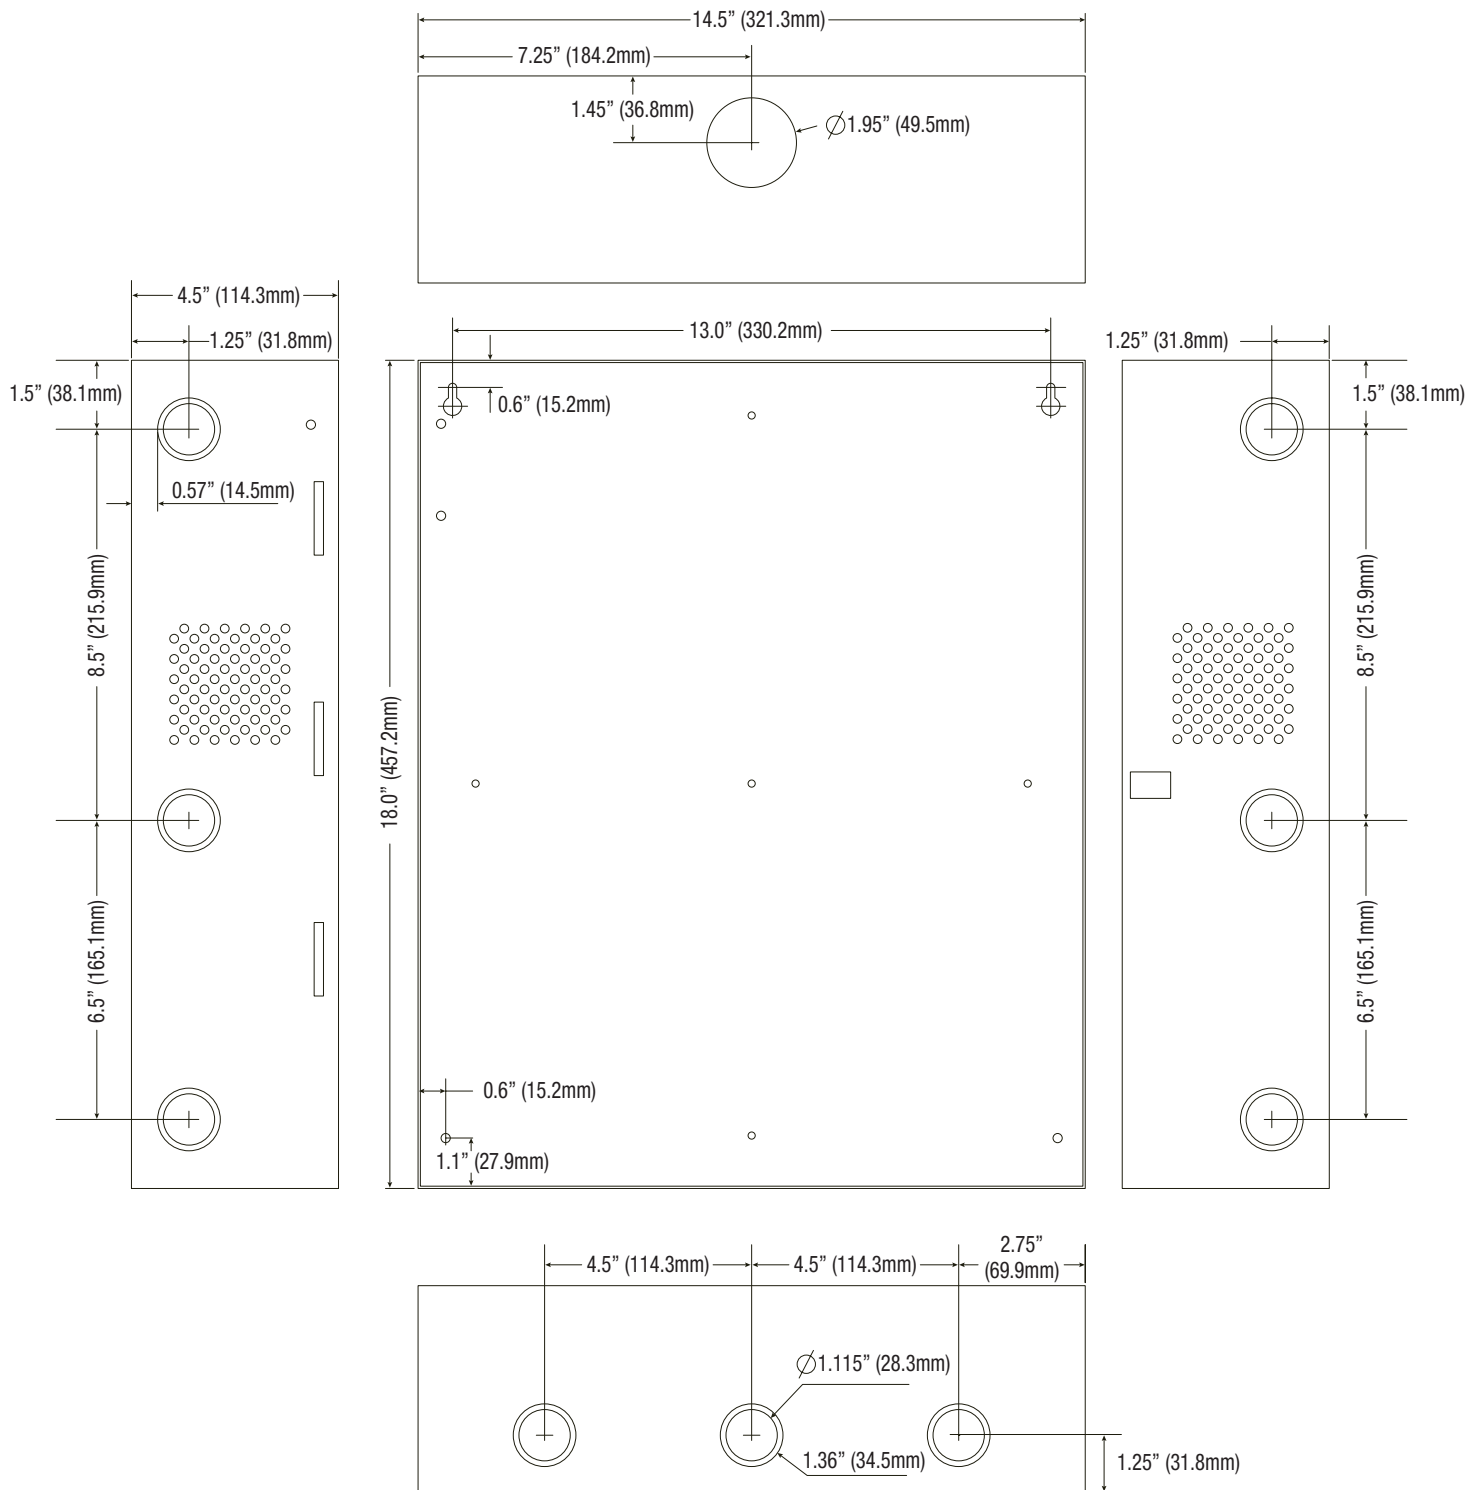 14.5” (321.3mm)
7.25” (184.2mm)
1.45” (36.8mm)
1.95” (49.5mm)
4.5” (114.3mm)
1.25” (31.8mm)
13.0” (330.2mm)
1.25” (31.8mm)
1.5” (38.1mm)
0.6” (15.2mm)
1.5” (38.1mm)
0.57” (14.5mm)
8.5” (215.9mm)
18.0” (457.2mm)
8.5” (215.9mm)
6.5” (165.1mm)
6.5” (165.1mm)
0.6” (15.2mm)
1.1” (27.9mm)
4.5” (114.3mm)
4.5” (114.3mm)
2.75”
(69.9mm)
1.115” (28.3mm)
1.36” (34.5mm)
1.25” (31.8mm)